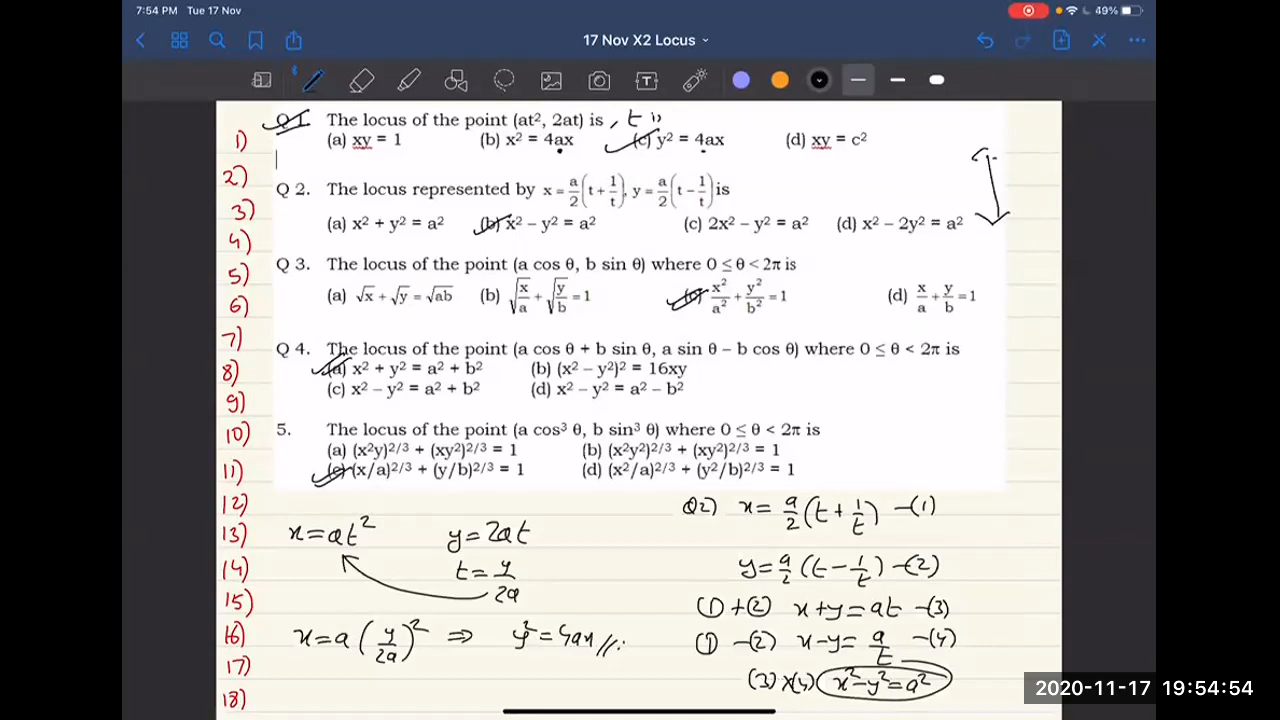 7:54 PM Tue 17 Nov
49%
17 Nov X2 Locus
Q 1. The locus of the point (at², 2at) is , t is
(a) xy = 1 (b) x² = 4ax (c) y² = 4ax (d) xy = c²
Q 2. The locus represented by x = a/2 (t + 1/t), y = a/2 (t − 1/t) is
(a) x² + y² = a² (b) x² – y² = a² (c) 2x² – y² = a² (d) x² – 2y² = a²
Q 3. The locus of the point (a cos θ, b sin θ) where 0 ≤ θ < 2π is
(a) √x + √y = √ab (b) √(x/a) + √(y/b) = 1 (c) x²/a² + y²/b² = 1 (d) x/a + y/b = 1
Q 4. The locus of the point (a cos θ + b sin θ, a sin θ – b cos θ) where 0 ≤ θ < 2π is
(a) x² + y² = a² + b² (b) (x² – y²)² = 16xy
(c) x² – y² = a² + b² (d) x² – y² = a² – b²
5. The locus of the point (a cos³ θ, b sin³ θ) where 0 ≤ θ < 2π is
(a) (x²y)2/3 + (xy²)2/3 = 1 (b) (x²y²)2/3 + (xy²)2/3 = 1
(c) (x/a)2/3 + (y/b)2/3 = 1 (d) (x²/a)2/3 + (y²/b)2/3 = 1
1)
2)
3)
4)
5)
6)
7)
8)
9)
10)
11)
12)
13)
14)
15)
16)
17)
18)
x = at² y = 2at
t = y/2a
x = a (y/2a)² ⇒ y² = 4ax //.
Q2) x = a/2 (t + 1/t) –(1)
y = a/2 (t – 1/t) –(2)
① + ② x+y = at –(3)
① –② x–y = a/t –(4)
(3) x(4) x²–y² = a²
2020-11-17 19:54:54